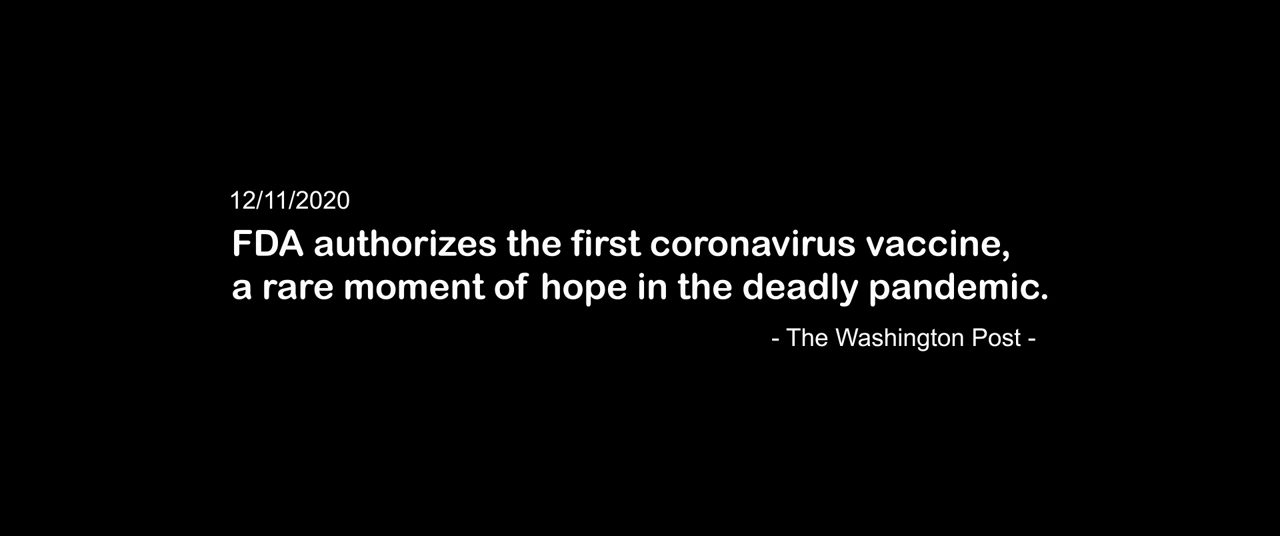 12/11/2020
FDA authorizes the first coronavirus vaccine,
a rare moment of hope in the deadly pandemic.
- The Washington Post -